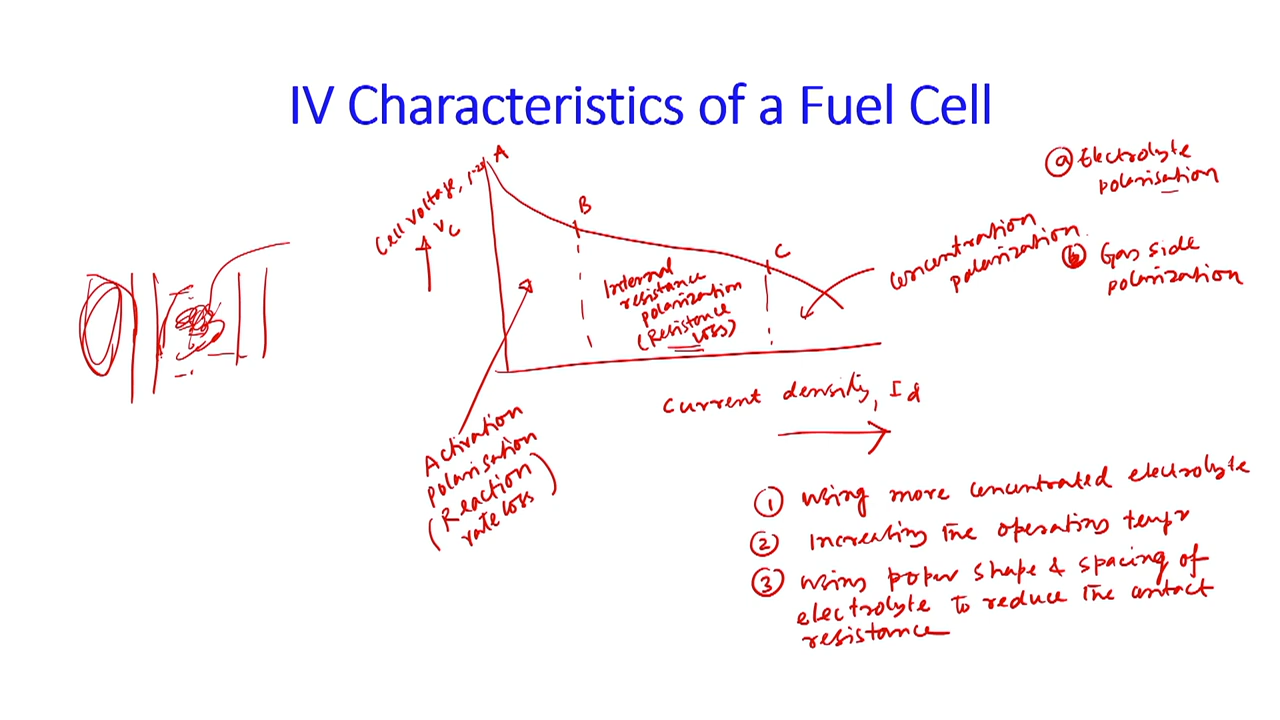 IV Characteristics of a Fuel Cell
Cell voltage,
Vc
A
B
C
Internal
resistance
polarization
(Resistance
loss)
concentration
polarization
ⓐ Electrolyte
polarisation
ⓑ Gas side
polarization
Current density, Id
Activation
polarisation
(Reaction
rate loss)
① using more concentrated electrolyte
② Increasing the operating tempr
③ using poper shape & spacing of
electrolyte to reduce the contact
resistance